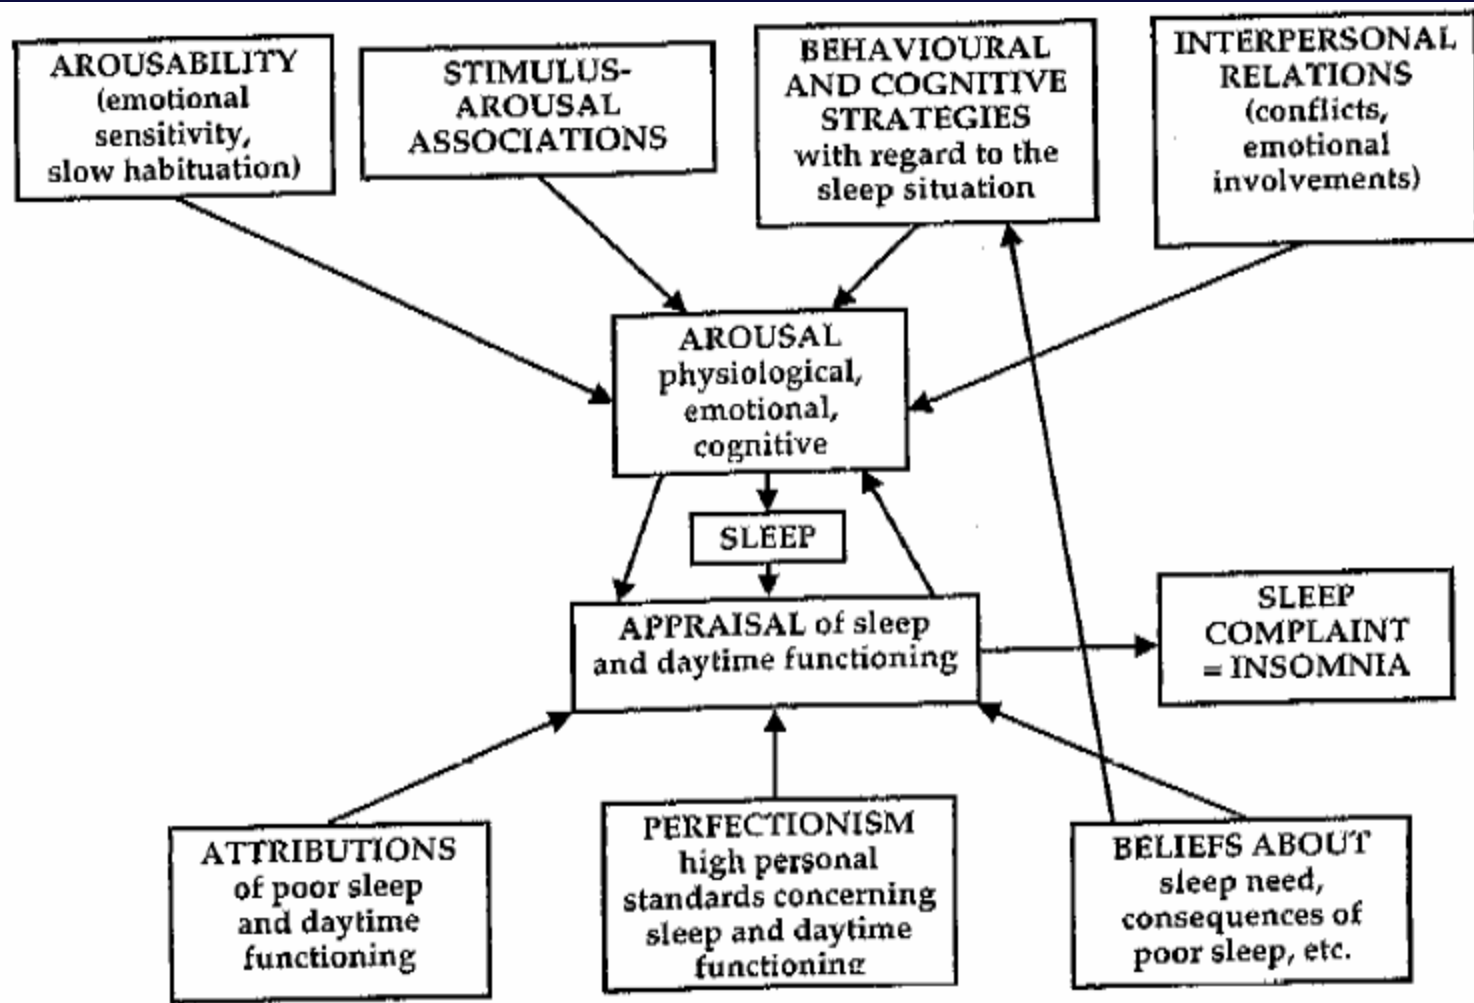 AROUSABILITY
(emotional
sensitivity,
slow habituation)
STIMULUS-
AROUSAL
ASSOCIATIONS
BEHAVIOURAL
AND COGNITIVE
STRATEGIES
with regard to the
sleep situation
INTERPERSONAL
RELATIONS
(conflicts,
emotional
involvements)
AROUSAL
physiological,
emotional,
cognitive
SLEEP
APPRAISAL of sleep
and daytime functioning
SLEEP
COMPLAINT
= INSOMNIA
ATTRIBUTIONS
of poor sleep
and daytime
functioning
PERFECTIONISM
high personal
standards concerning
sleep and daytime
functioning
BELIEFS ABOUT
sleep need,
consequences of
poor sleep, etc.